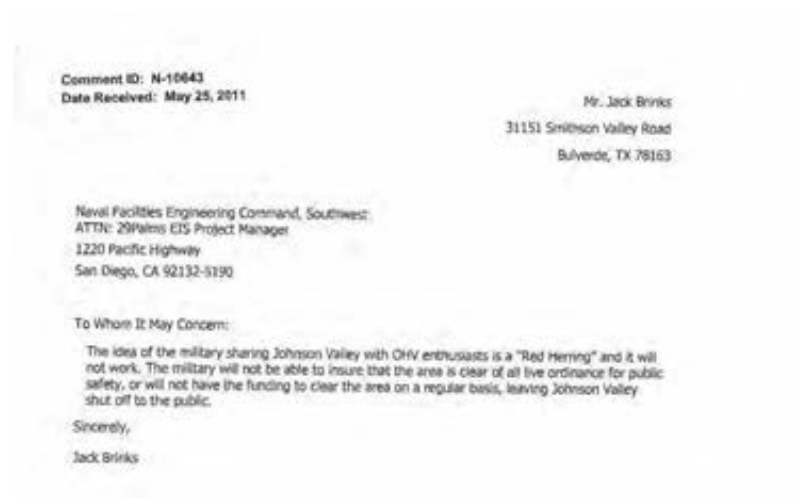 Comment ID: N-10643
Date Received: May 25, 2011
Mr. Jack Brinks
31151 Smithson Valley Road
Bulverde, TX 78163
Naval Facilities Engineering Command, Southwest
ATTN: 29Palms EIS Project Manager
1220 Pacific Highway
San Diego, CA 92132-5190
To Whom It May Concern:
The idea of the military sharing Johnson Valley with OHV enthusiasts is a "Red Herring" and it will
not work. The military will not be able to insure that the area is clear of all live ordinance for public
safety, or will not have the funding to clear the area on a regular basis, leaving Johnson Valley
shut off to the public.
Sincerely,
Jack Brinks